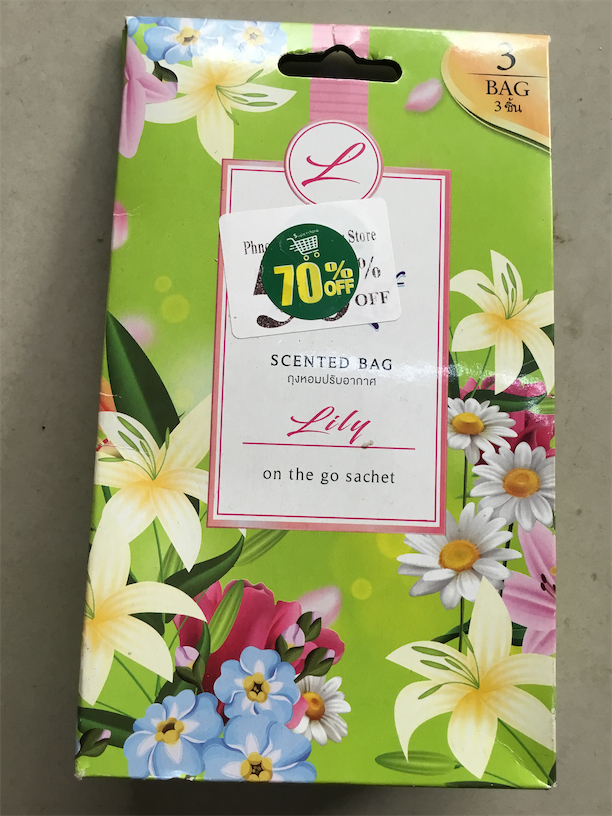 3
BAG
3 ชิ้น
L
Store
70% OFF
% OFF
SCENTED BAG
ถุงหอมปรับอากาศ
Lily
on the go sachet